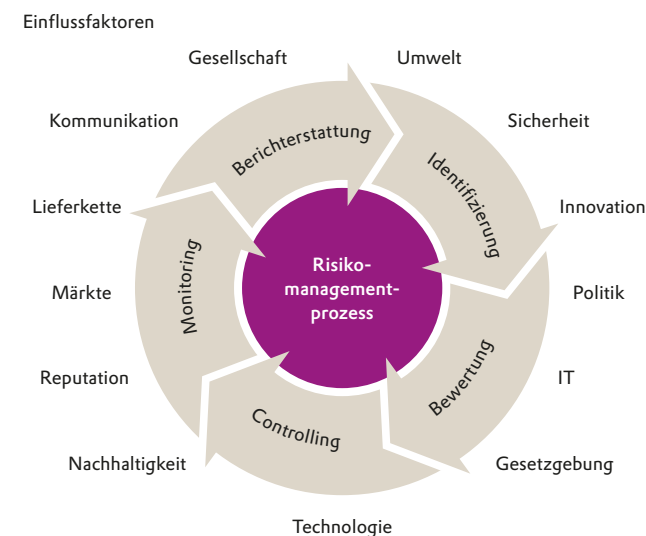 Einflussfaktoren
Gesellschaft
Umwelt
Kommunikation
Berichterstattung
Sicherheit
Identifizierung
Lieferkette
Innovation
Monitoring
Risiko-
management-
prozess
Märkte
Politik
Reputation
Bewertung
IT
Controlling
Nachhaltigkeit
Gesetzgebung
Technologie